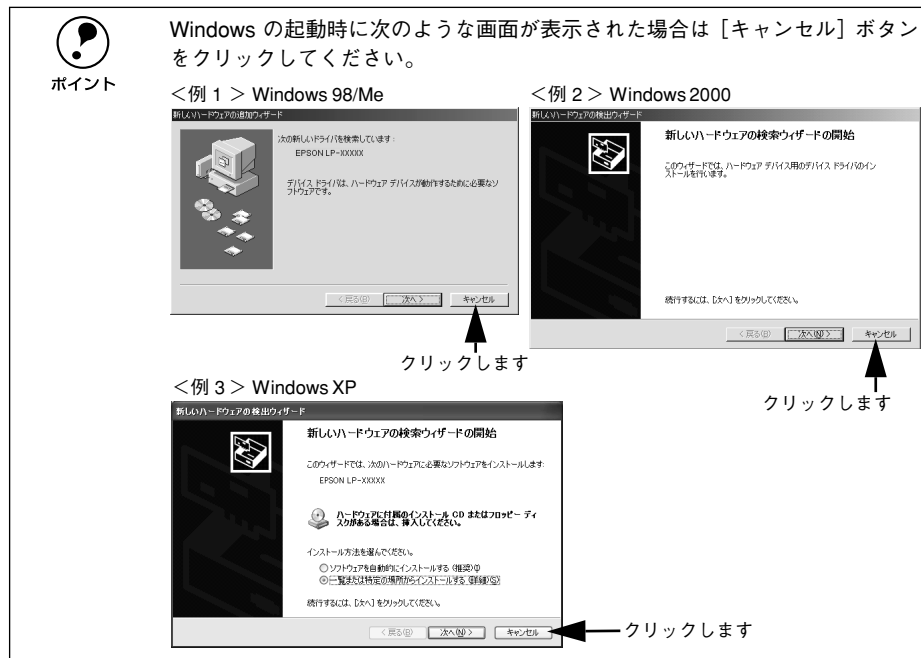 Windows の起動時に次のような画面が表示された場合は［キャンセル］ボタン
をクリックしてください。
ポイント
＜例 1 ＞ Windows 98/Me
新しいハードウェアの追加ウィザード
次の新しいドライバを検索しています:
EPSON LP-XXXXX
デバイス ドライバは、ハードウェア デバイスが動作するために必要なソ
フトウェアです。
< 戻る(B)
次へ >
キャンセル
クリックします
＜例 2 ＞ Windows 2000
新しいハードウェアの検出ウィザード
新しいハードウェアの検索ウィザードの開始
このウィザードでは、ハードウェア デバイス用のデバイス ドライバのイン
ストールを行います。
続行するには、[次へ] をクリックしてください。
< 戻る(B)
次へ(N) >
キャンセル
クリックします
＜例 3 ＞ Windows XP
新しいハードウェアの検出ウィザード
新しいハードウェアの検索ウィザードの開始
このウィザードでは、次のハードウェアに必要なソフトウェアをインストールします:
EPSON LP-XXXXX
ハードウェアに付属のインストール CD またはフロッピー ディ
スクがある場合は、挿入してください。
インストール方法を選んでください。
ソフトウェアを自動的にインストールする (推奨)(I)
一覧または特定の場所からインストールする (詳細)(S)
続行するには、[次へ] をクリックしてください。
< 戻る(B)
次へ(N) >
キャンセル
クリックします